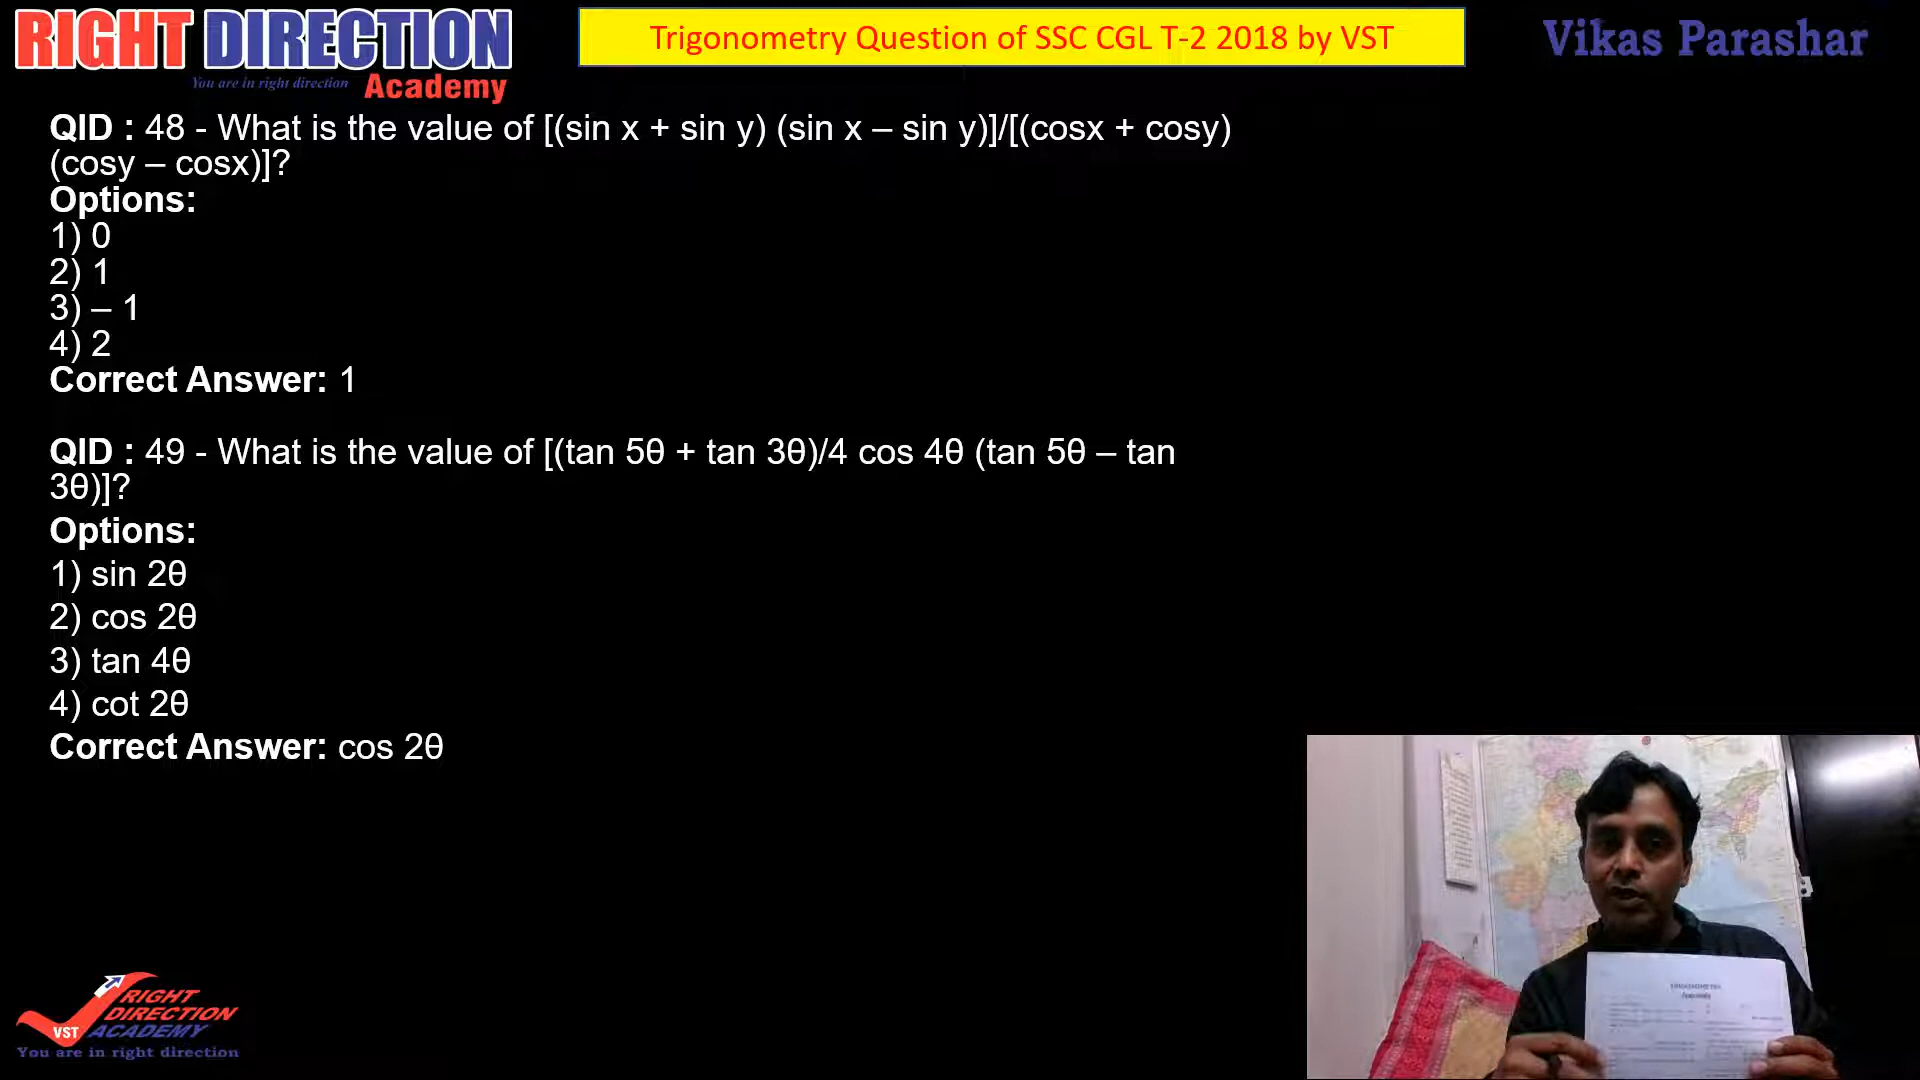 RIGHT DIRECTION
You are in right direction Academy
Trigonometry Question of SSC CGL T-2 2018 by VST
Vikas Parashar
QID : 48 - What is the value of [(sin x + sin y) (sin x – sin y)]/[(cosx + cosy)
(cosy – cosx)]?
Options:
1) 0
2) 1
3) – 1
4) 2
Correct Answer: 1
QID : 49 - What is the value of [(tan 5θ + tan 3θ)/4 cos 4θ (tan 5θ – tan
3θ)]?
Options:
1) sin 2θ
2) cos 2θ
3) tan 4θ
4) cot 2θ
Correct Answer: cos 2θ
RIGHT
DIRECTION
VST ACADEMY
You are in right direction